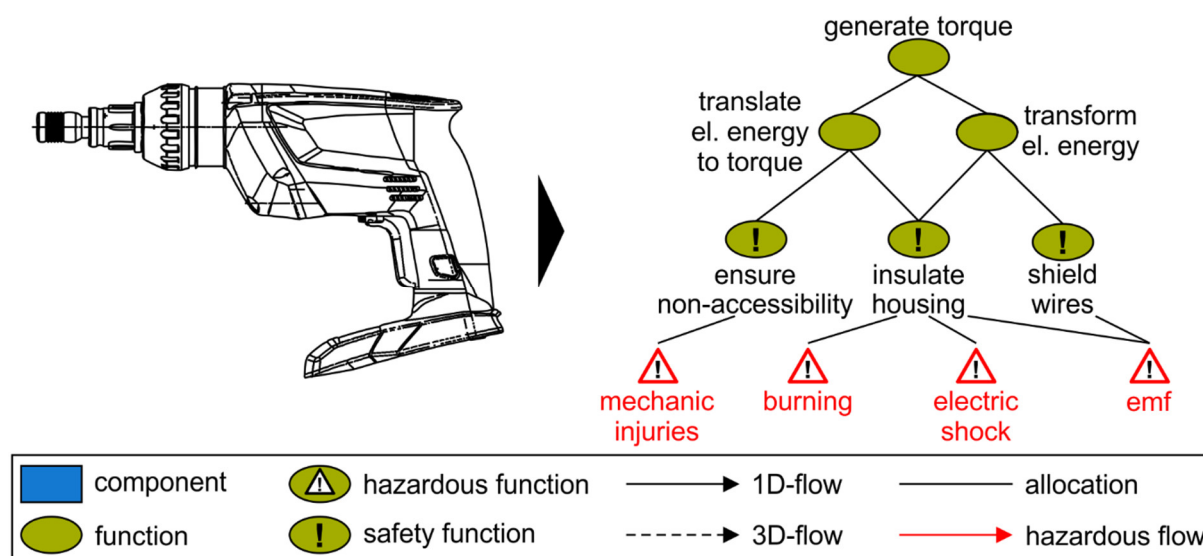 generate torque
translate
el. energy
to torque
transform
el. energy
!
!
!
ensure
non-accessibility
insulate
housing
shield
wires
!
!
!
!
mechanic
injuries
burning
electric
shock
emf
component
! hazardous function
1D-flow
allocation
function
! safety function
3D-flow
hazardous flow